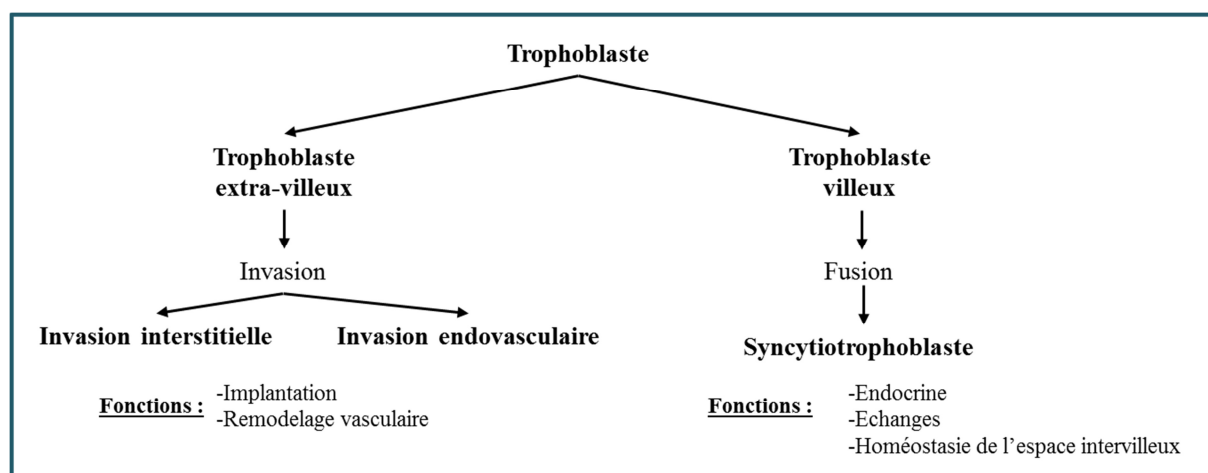 Trophoblaste
Trophoblaste
extra-villeux
Trophoblaste
villeux
Invasion
Fusion
Invasion interstitielle
Invasion endovasculaire
Syncytiotrophoblaste
Fonctions :
-Implantation
-Remodelage vasculaire
Fonctions :
-Endocrine
-Echanges
-Homéostasie de l’espace intervilleux